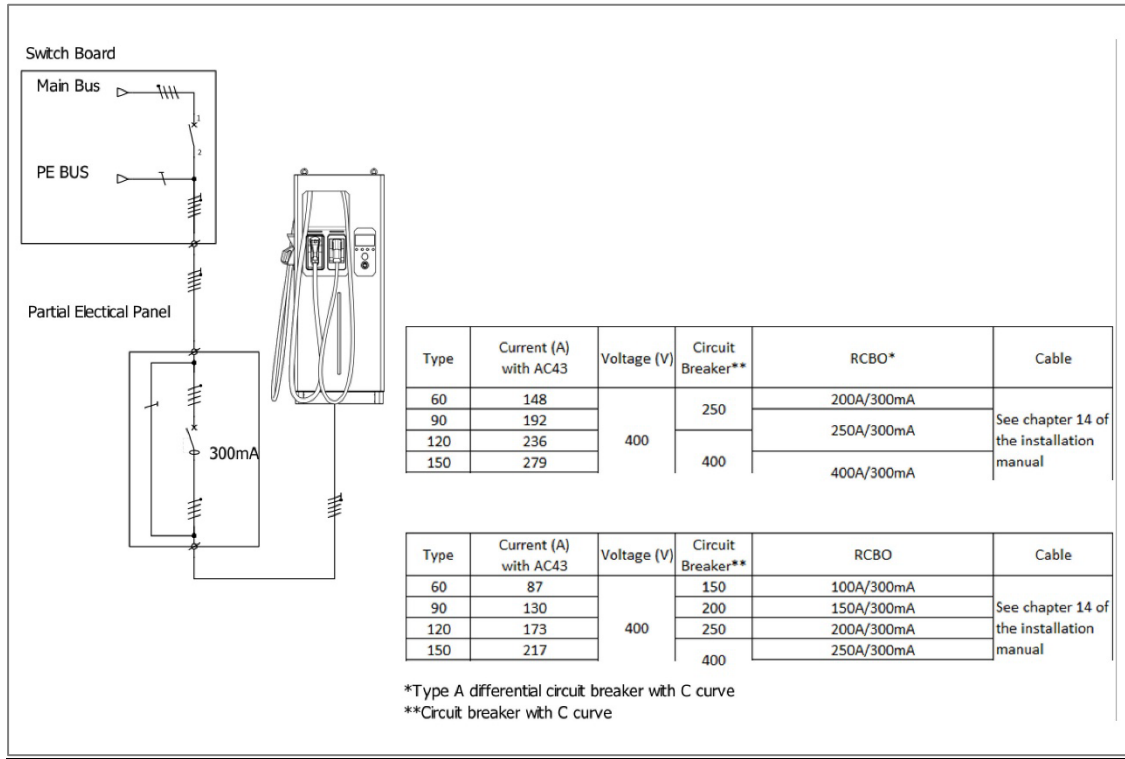 Switch Board
Main Bus
1
2
PE BUS
Partial Electical Panel
300mA
Type Current (A) with AC43 Voltage (V) Circuit Breaker** RCBO* Cable
60 148 400 250 200A/300mA See chapter 14 of the installation manual
90 192 250A/300mA
120 236 400
150 279 400A/300mA
Type Current (A) with AC43 Voltage (V) Circuit Breaker** RCBO Cable
60 87 400 150 100A/300mA See chapter 14 of the installation manual
90 130 200 150A/300mA
120 173 250 200A/300mA
150 217 400 250A/300mA
*Type A differential circuit breaker with C curve
**Circuit breaker with C curve